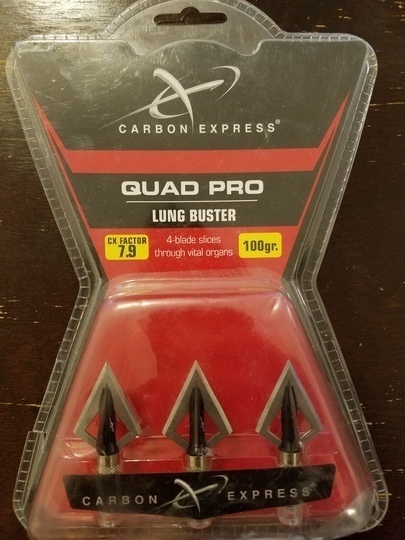 CARBON EXPRESS®
QUAD PRO
LUNG BUSTER
CX FACTOR
7.9
4-blade slices
through vital organs
100gr.
CARBON EXPRESS